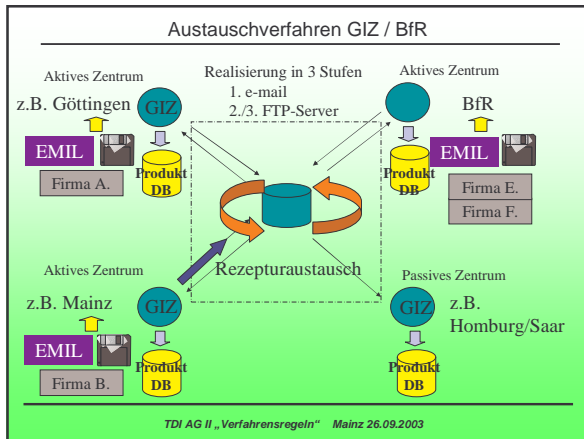 Austauschverfahren GIZ / BfR
Aktives Zentrum
z.B. Göttingen
GIZ
EMIL
Firma A.
Produkt
DB
Realisierung in 3 Stufen
1. e-mail
2./3. FTP-Server
Aktives Zentrum
BfR
Produkt
DB
EMIL
Firma E.
Firma F.
Rezepturaustausch
Aktives Zentrum
z.B. Mainz
GIZ
EMIL
Firma B.
Produkt
DB
Passives Zentrum
GIZ
z.B.
Homburg/Saar
Produkt
DB
TDI AG II „Verfahrensregeln“ Mainz 26.09.2003